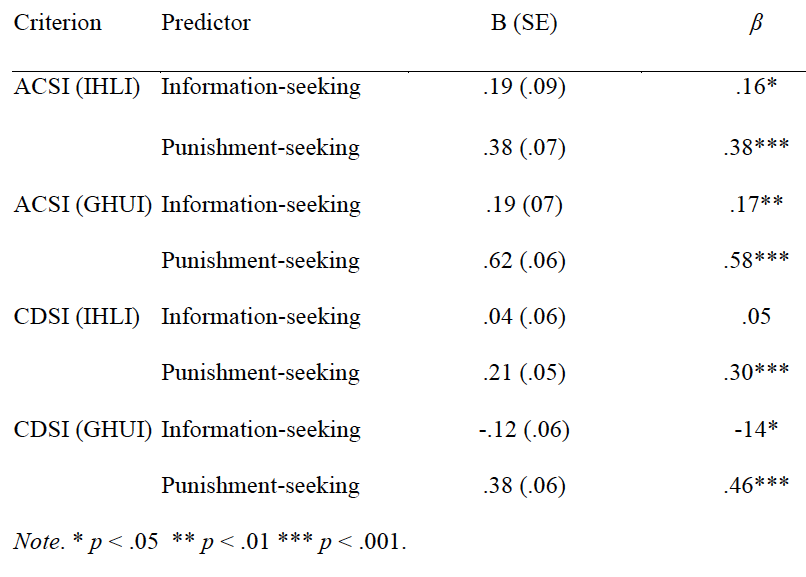 Criterion Predictor B (SE) β
ACSI (IHLI) Information-seeking .19 (.09) .16*
Punishment-seeking .38 (.07) .38***
ACSI (GHUI) Information-seeking .19 (07) .17**
Punishment-seeking .62 (.06) .58***
CDSI (IHLI) Information-seeking .04 (.06) .05
Punishment-seeking .21 (.05) .30***
CDSI (GHUI) Information-seeking -.12 (.06) -14*
Punishment-seeking .38 (.06) .46***
Note. * p < .05 ** p < .01 *** p < .001.